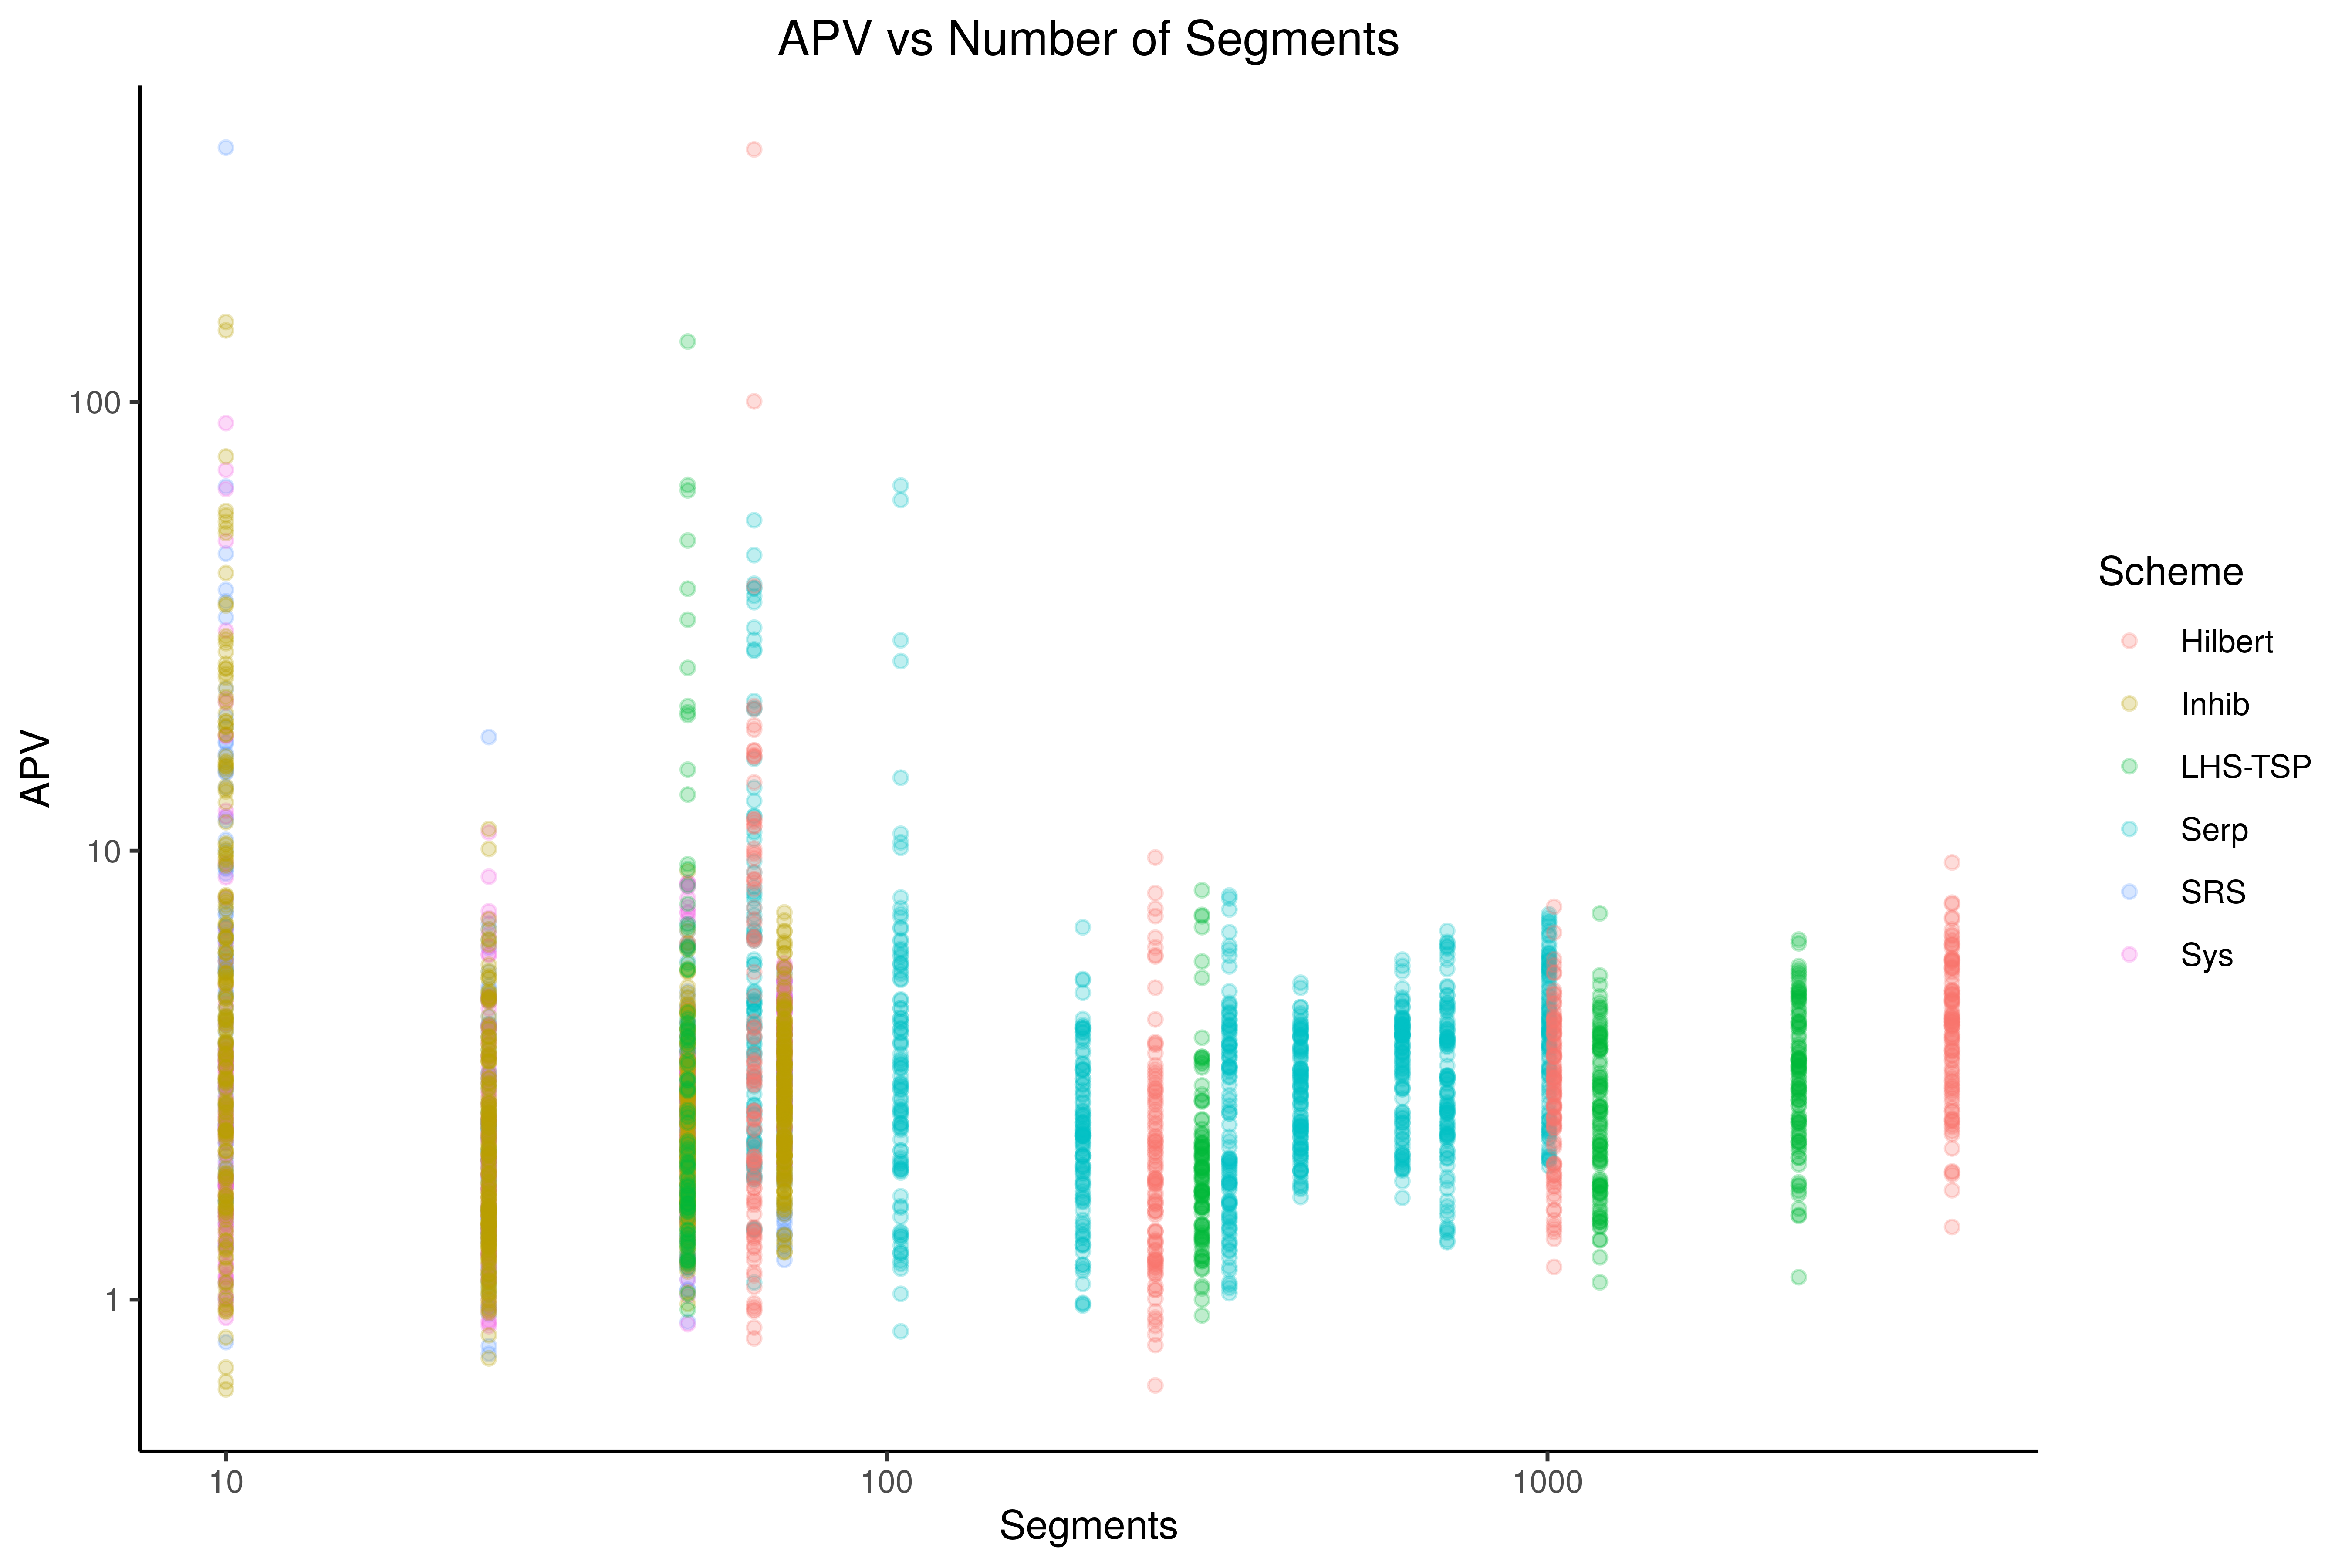 APV vs Number of Segments
APV
100
10
1
10
100
1000
Segments
Scheme
Hilbert
Inhib
LHS-TSP
Serp
SRS
Sys